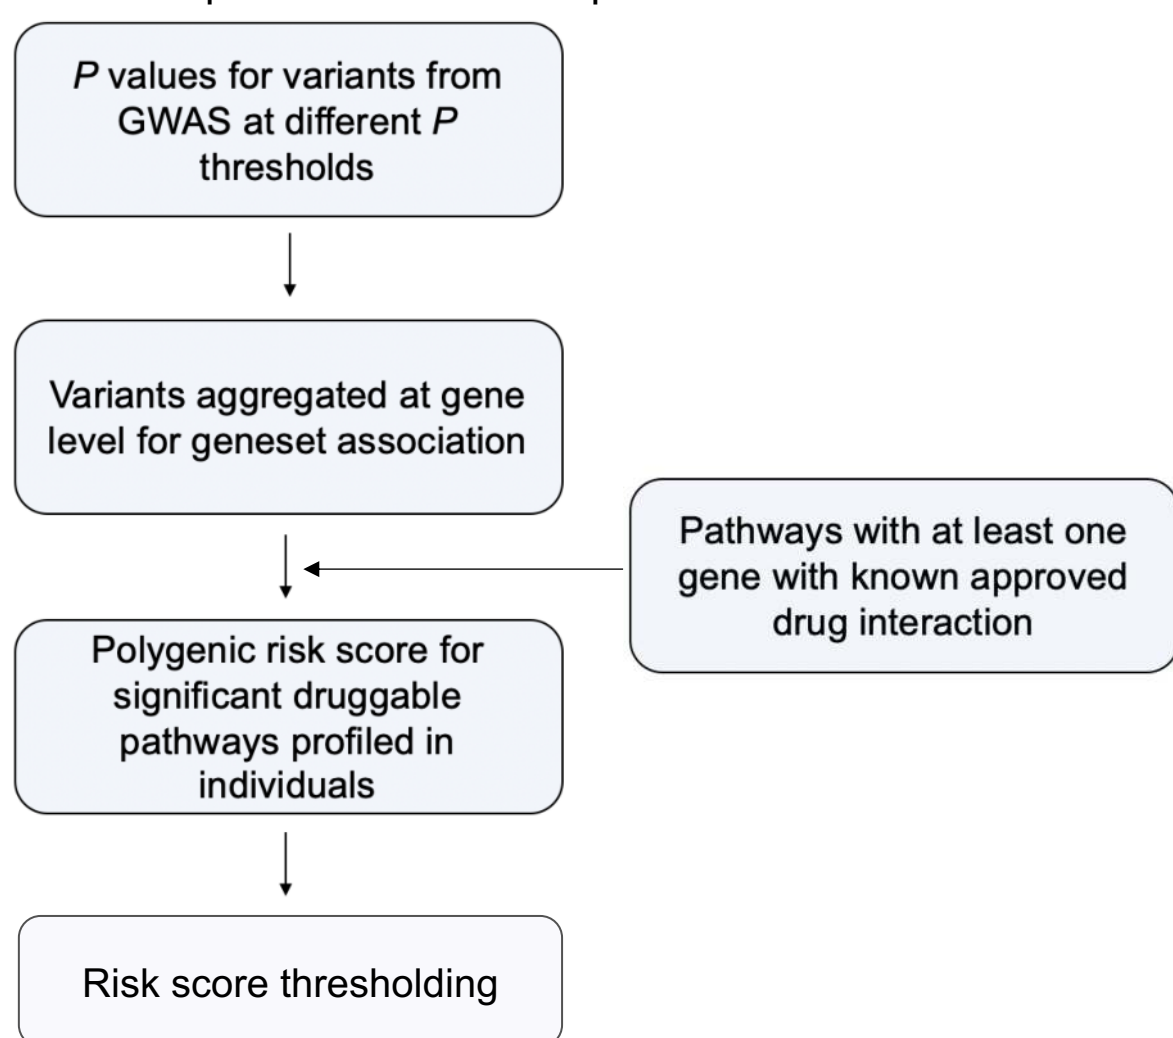 P values for variants from
GWAS at different P
thresholds
Variants aggregated at gene
level for geneset association
Pathways with at least one
gene with known approved
drug interaction
Polygenic risk score for
significant druggable
pathways profiled in
individuals
Risk score thresholding